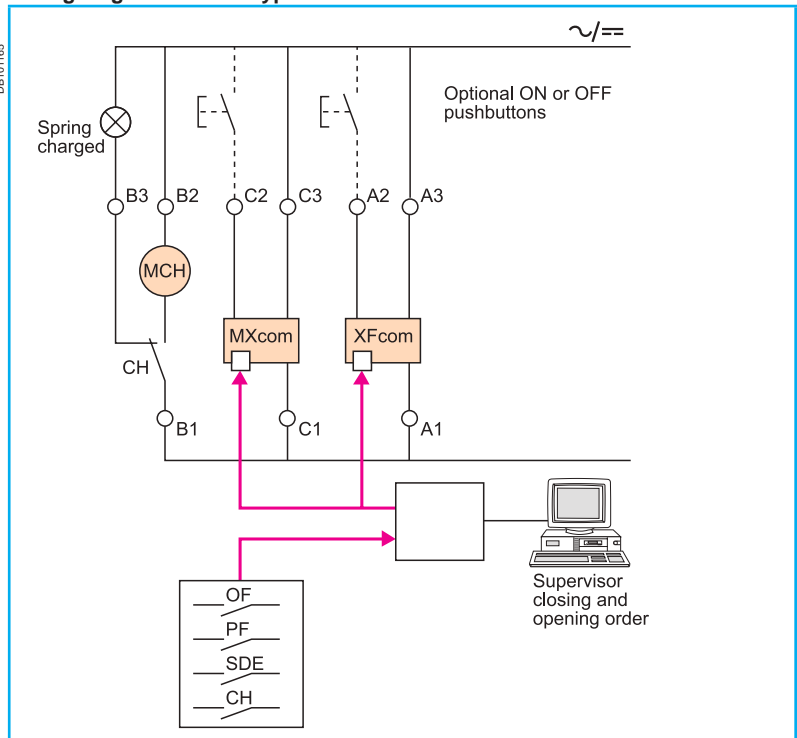 ∿/⎓
Optional ON or OFF
pushbuttons
Spring
charged
B3 B2 C2 C3 A2 A3
MCH
MXcom XFcom
CH
B1 C1 A1
OF
PF
SDE
CH
Supervisor
closing and
opening order